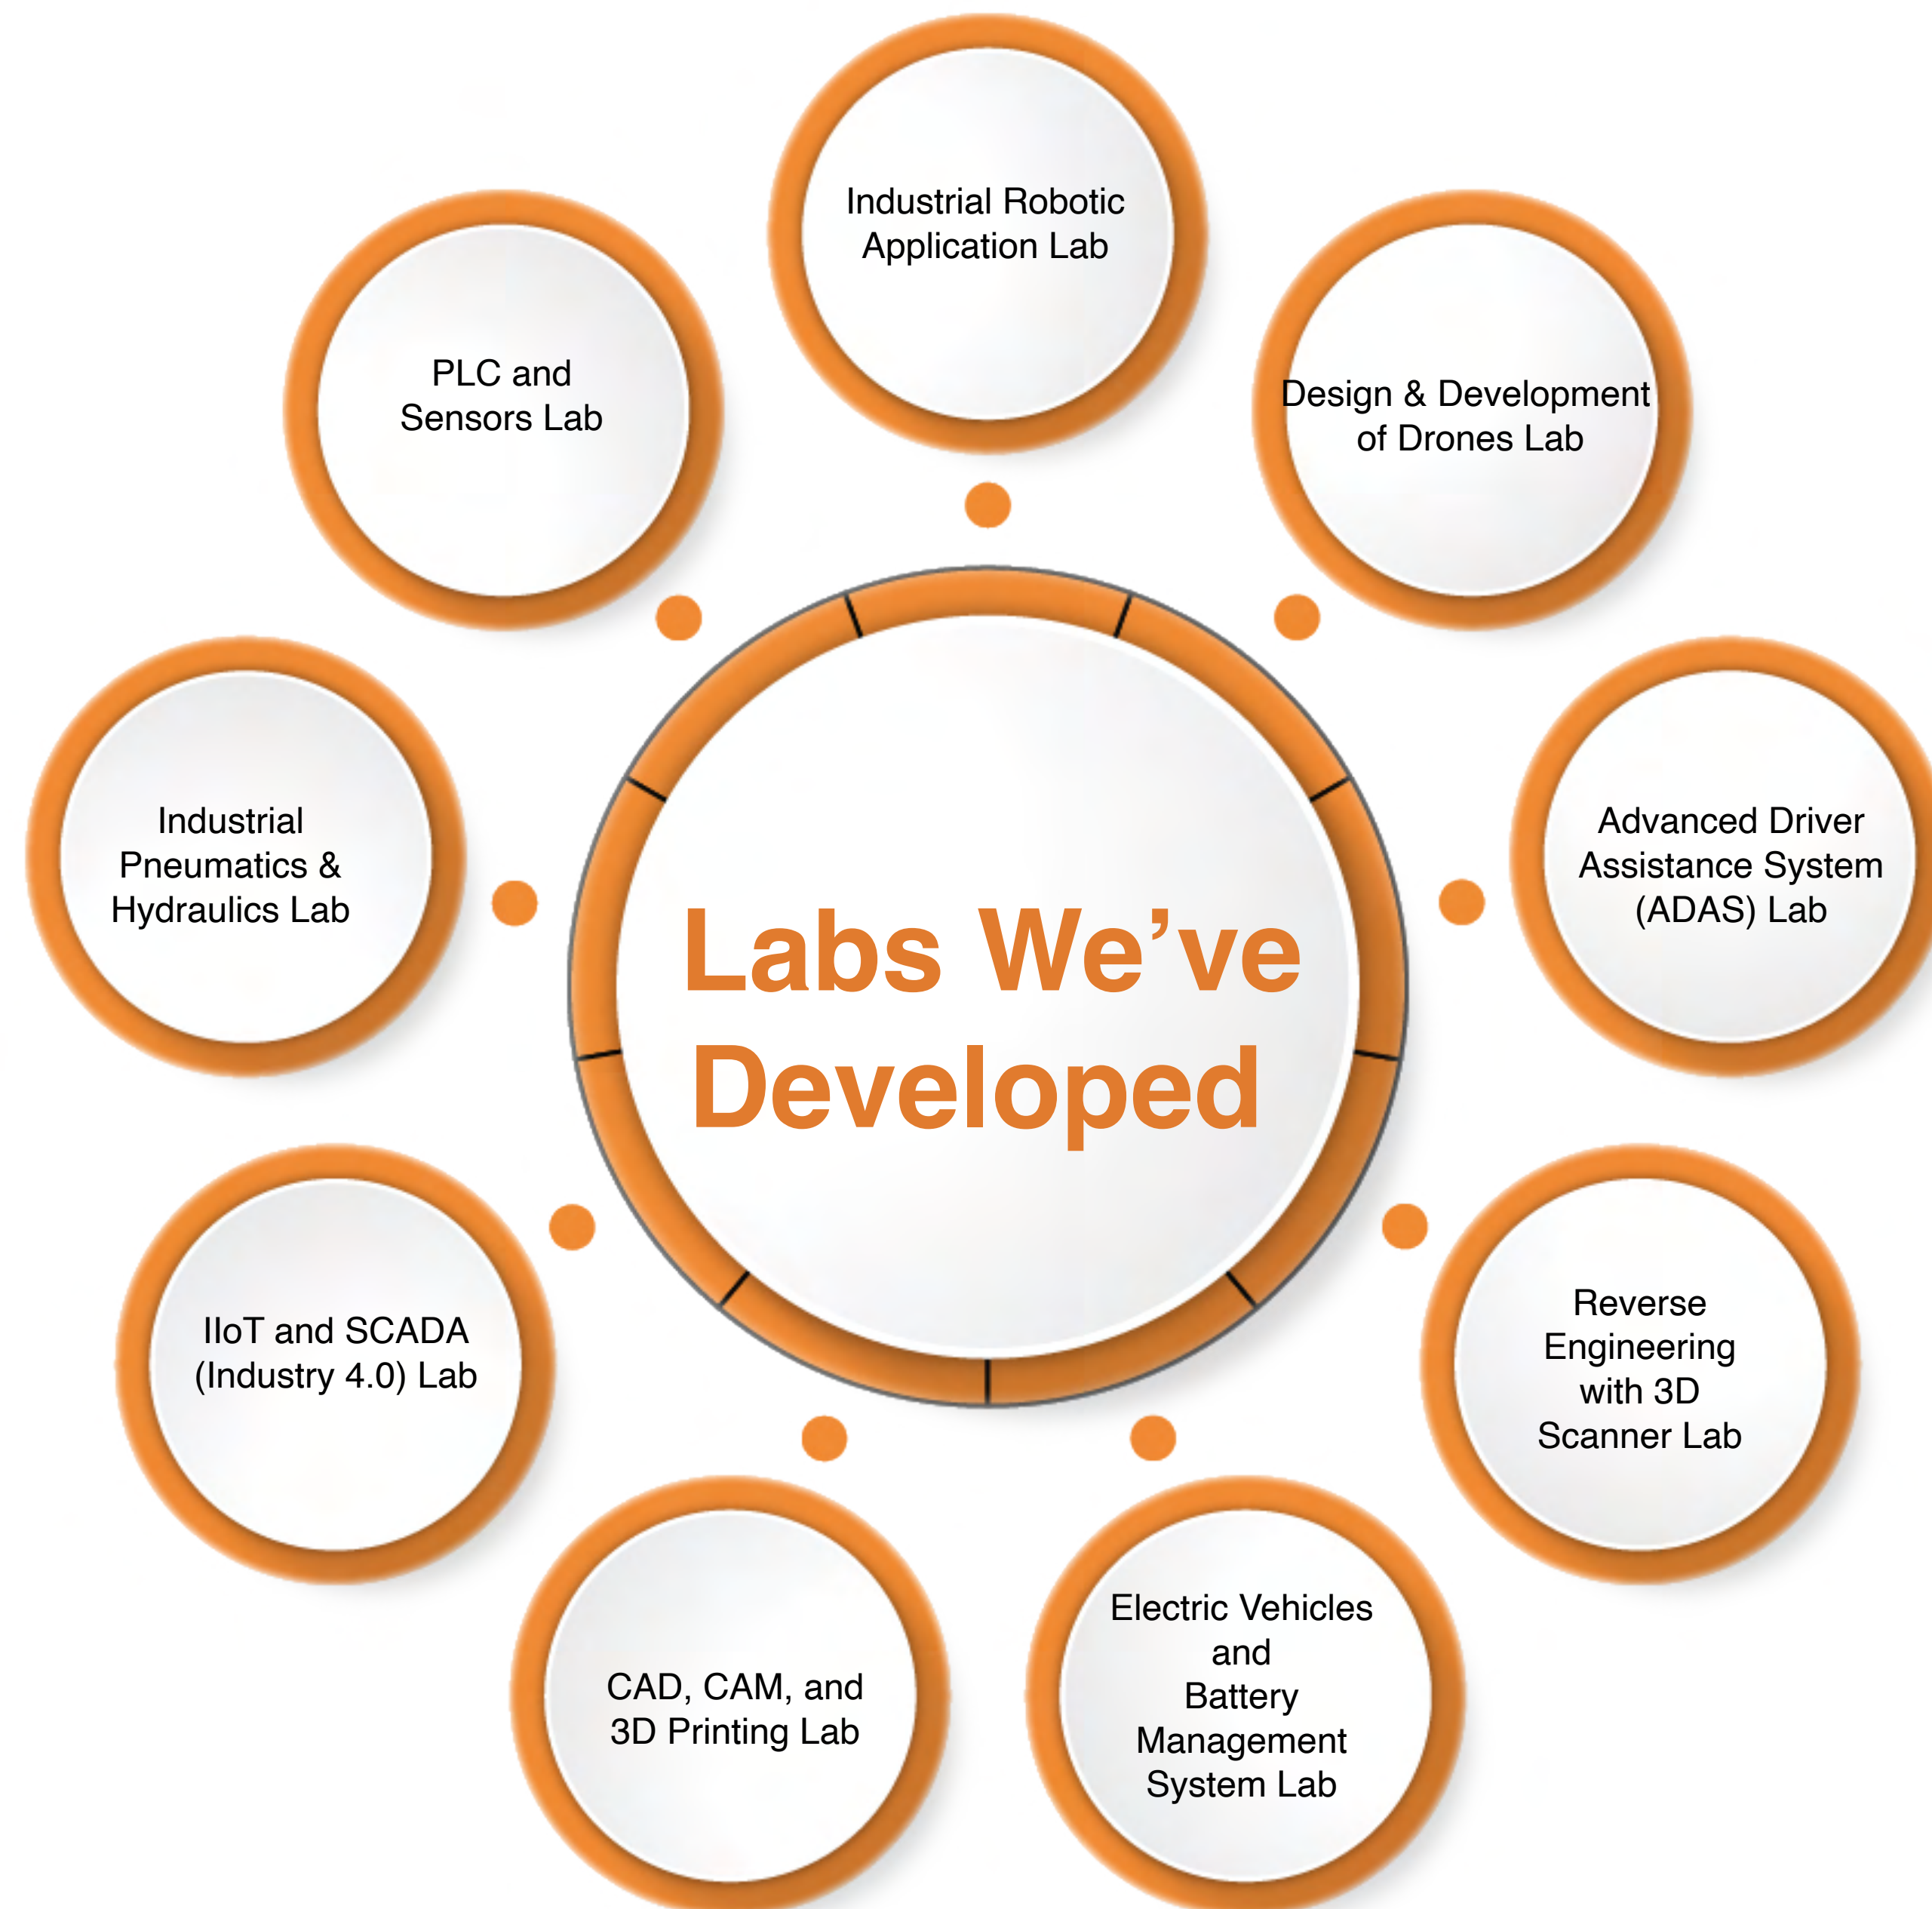 Industrial Robotic
Application Lab
PLC and
Sensors Lab
Design & Development
of Drones Lab
Industrial
Pneumatics &
Hydraulics Lab
Advanced Driver
Assistance System
(ADAS) Lab
Labs We’ve
Developed
IIoT and SCADA
(Industry 4.0) Lab
Reverse
Engineering
with 3D
Scanner Lab
CAD, CAM, and
3D Printing Lab
Electric Vehicles
and
Battery
Management
System Lab